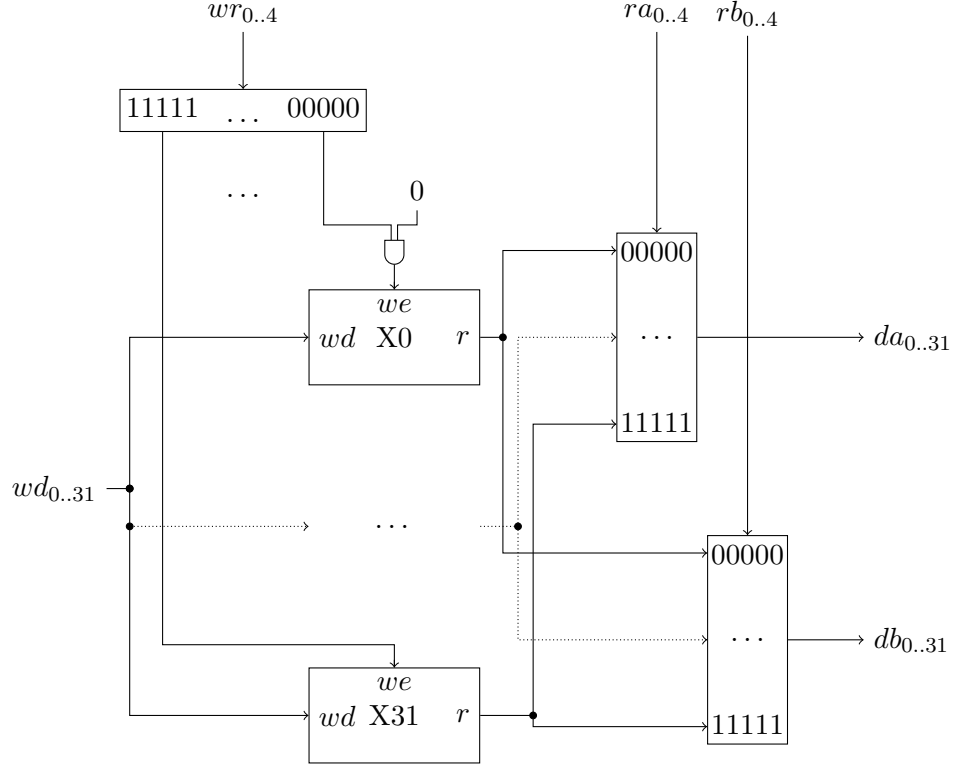 wr0..4 ra0..4 rb0..4
11111 ... 00000
... 0
00000
we
wd X0 r ... da0..31
11111
wd0..31
...
00000
... db0..31
we
wd X31 r 11111